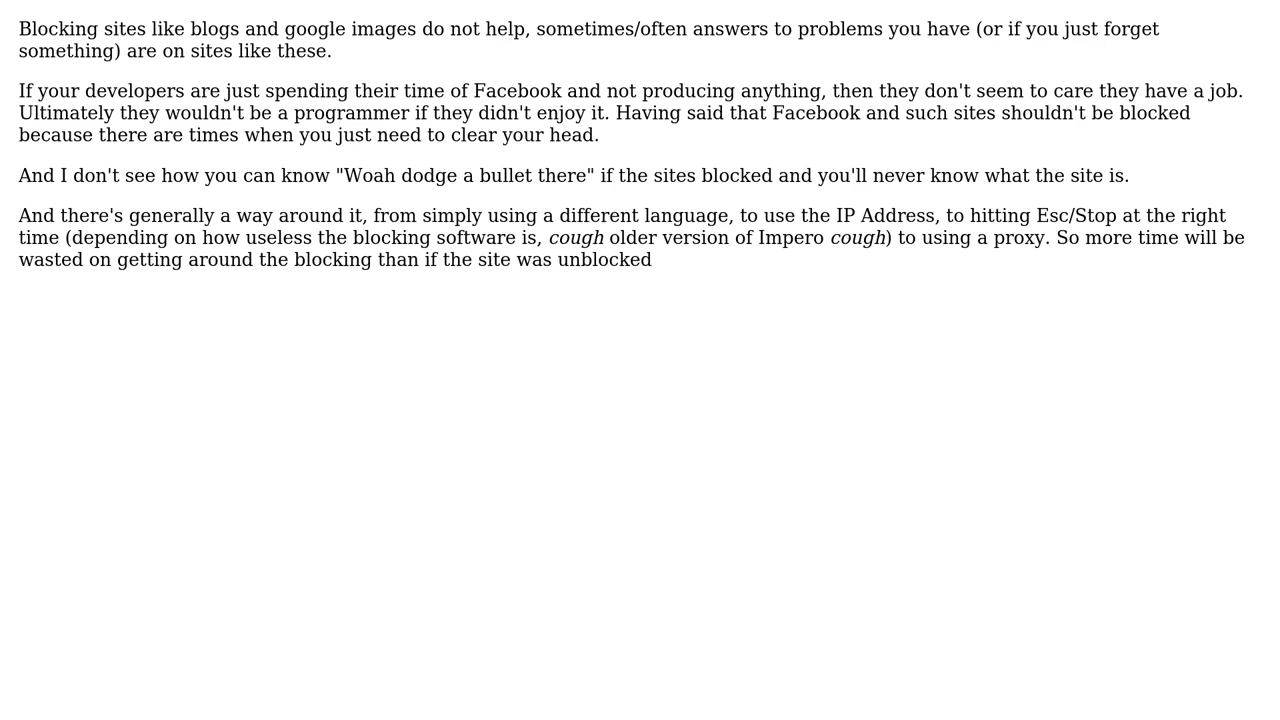 Blocking sites like blogs and google images do not help, sometimes/often answers to problems you have (or if you just forget
something) are on sites like these.
If your developers are just spending their time of Facebook and not producing anything, then they don't seem to care they have a job.
Ultimately they wouldn't be a programmer if they didn't enjoy it. Having said that Facebook and such sites shouldn't be blocked
because there are times when you just need to clear your head.
And I don't see how you can know "Woah dodge a bullet there" if the sites blocked and you'll never know what the site is.
And there's generally a way around it, from simply using a different language, to use the IP Address, to hitting Esc/Stop at the right
time (depending on how useless the blocking software is, cough older version of Impero cough) to using a proxy. So more time will be
wasted on getting around the blocking than if the site was unblocked